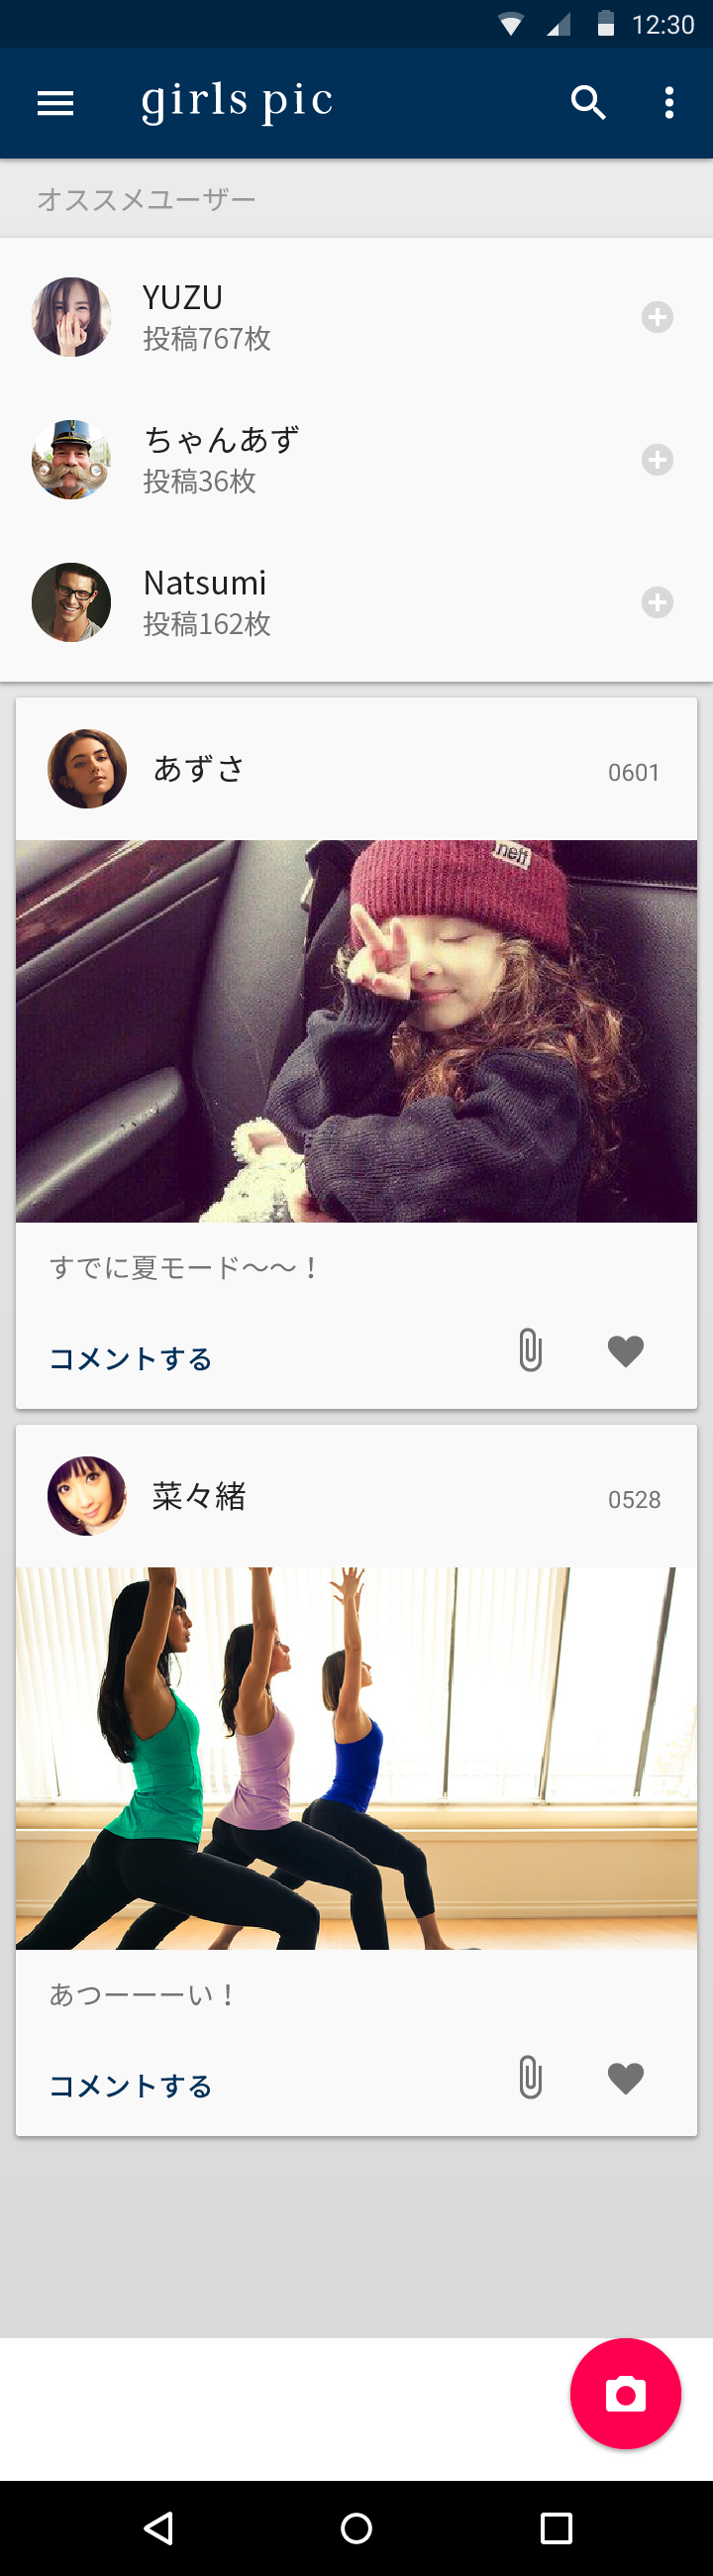 12:30
girls pic
オススメユーザー
YUZU
投稿767枚
ちゃんあず
投稿36枚
Natsumi
投稿162枚
あずさ
0601
neff
すでに夏モード〜〜！
コメントする
菜々緒
0528
あつーーーい！
コメントする